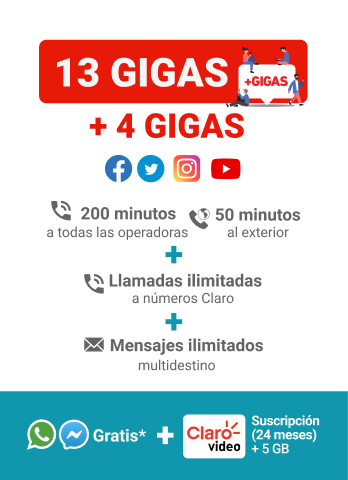 13 GIGAS
+GIGAS
+ 4 GIGAS
200 minutos
a todas las operadoras
50 minutos
al exterior
+
Llamadas ilimitadas
a números Claro
+
Mensajes ilimitados
multidestino
Gratis*
+
Claro
video
Suscripción
(24 meses)
+ 5 GB